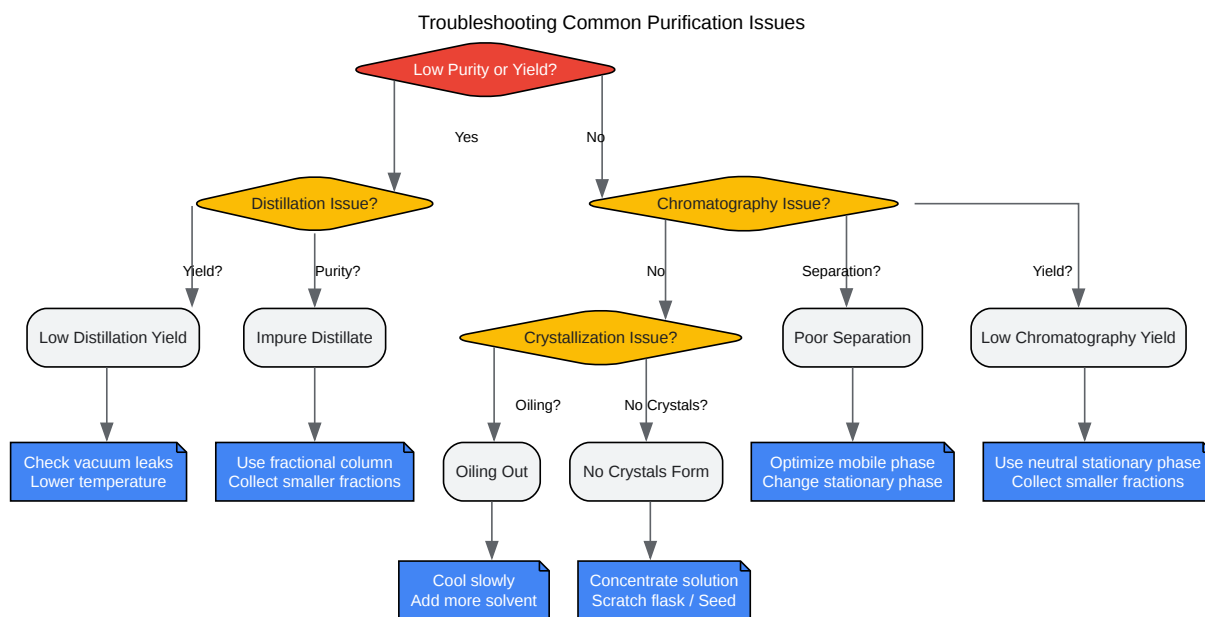 Troubleshooting Common Purification Issues
Low Purity or Yield?
Yes
No
Distillation Issue?
Chromatography Issue?
Yield?
Purity?
No
Separation?
Yield?
Low Distillation Yield
Impure Distillate
Crystallization Issue?
Poor Separation
Low Chromatography Yield
Oiling?
No Crystals?
Check vacuum leaks
Lower temperature
Use fractional column
Collect smaller fractions
Oiling Out
No Crystals Form
Optimize mobile phase
Change stationary phase
Use neutral stationary phase
Collect smaller fractions
Cool slowly
Add more solvent
Concentrate solution
Scratch flask / Seed